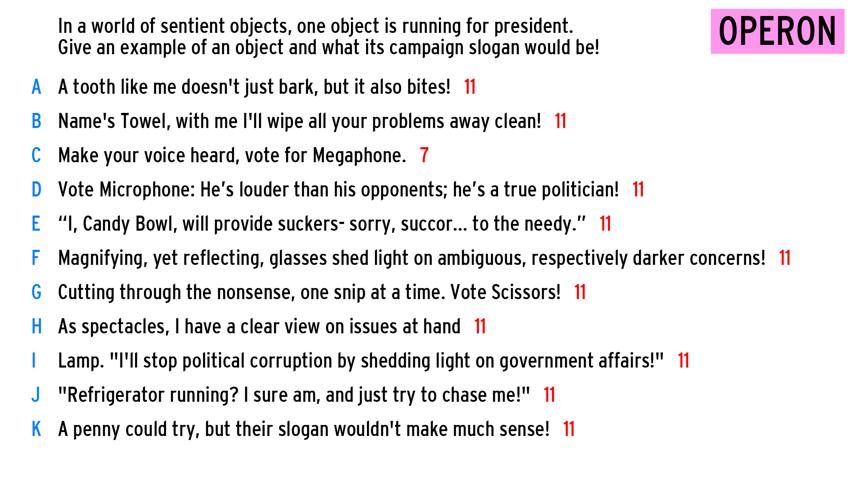 In a world of sentient objects, one object is running for president.
Give an example of an object and what its campaign slogan would be!
OPERON
A A tooth like me doesn't just bark, but it also bites! 11
B Name's Towel, with me I'll wipe all your problems away clean! 11
C Make your voice heard, vote for Megaphone. 7
D Vote Microphone: He's louder than his opponents; he's a true politician! 11
E “I, Candy Bowl, will provide suckers- sorry, succor... to the needy.” 11
F Magnifying, yet reflecting, glasses shed light on ambiguous, respectively darker concerns! 11
G Cutting through the nonsense, one snip at a time. Vote Scissors! 11
H As spectacles, I have a clear view on issues at hand 11
I Lamp. "I'll stop political corruption by shedding light on government affairs!" 11
J "Refrigerator running? I sure am, and just try to chase me!" 11
K A penny could try, but their slogan wouldn't make much sense! 11